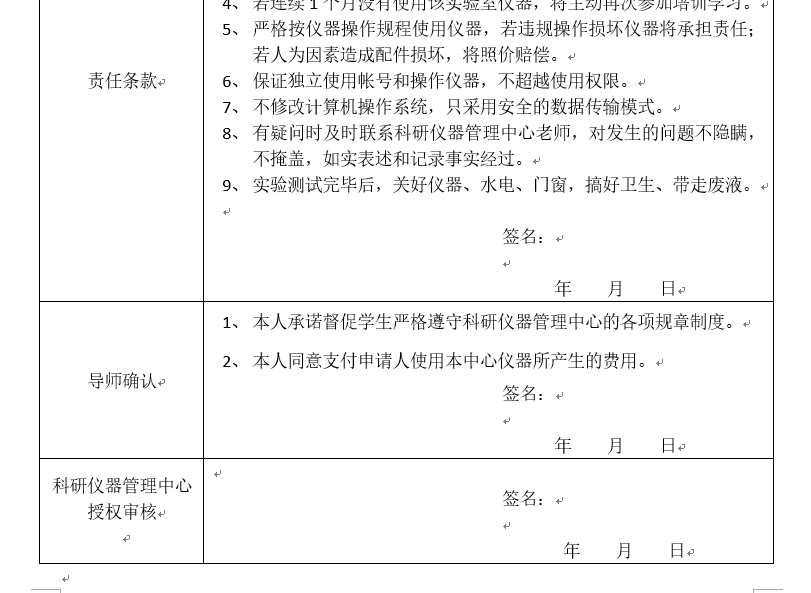 4、 若连续 1 个月没有使用该实验室仪器，将主动再次参加培训学习。
5、 严格按仪器操作规程使用仪器，若违规操作损坏仪器将承担责任；
若人为因素造成配件损坏，将照价赔偿。
责任条款
6、 保证独立使用帐号和操作仪器，不超越使用权限。
7、 不修改计算机操作系统，只采用安全的数据传输模式。
8、 有疑问时及时联系科研仪器管理中心老师，对发生的问题不隐瞒，
不掩盖，如实表述和记录事实经过。
9、 实验测试完毕后，关好仪器、水电、门窗，搞好卫生、带走废液。
签名：
年 月 日
1、 本人承诺督促学生严格遵守科研仪器管理中心的各项规章制度。
2、 本人同意支付申请人使用本中心仪器所产生的费用。
导师确认
签名：
年 月 日
科研仪器管理中心
授权审核
签名：
年 月 日